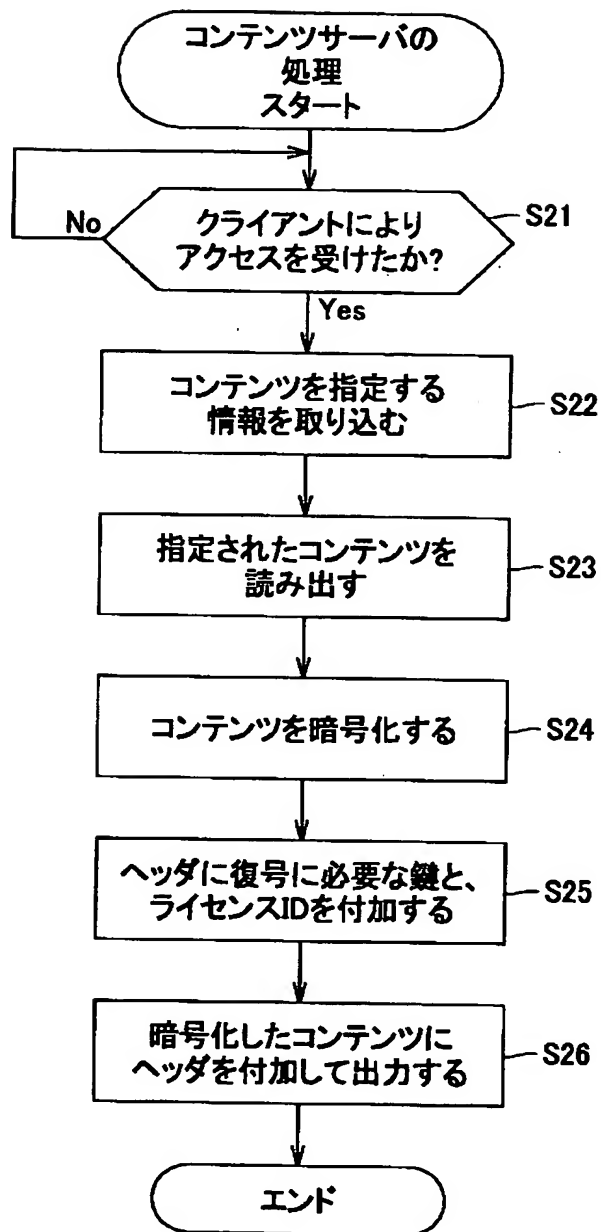 コンテンツサーバの
処理
スタート
No
クライアントにより
アクセスを受けたか?
S21
Yes
コンテンツを指定する
情報を取り込む
S22
指定されたコンテンツを
読み出す
S23
コンテンツを暗号化する
S24
ヘッダに復号に必要な鍵と、
ライセンスIDを付加する
S25
暗号化したコンテンツに
ヘッダを付加して出力する
S26
エンド